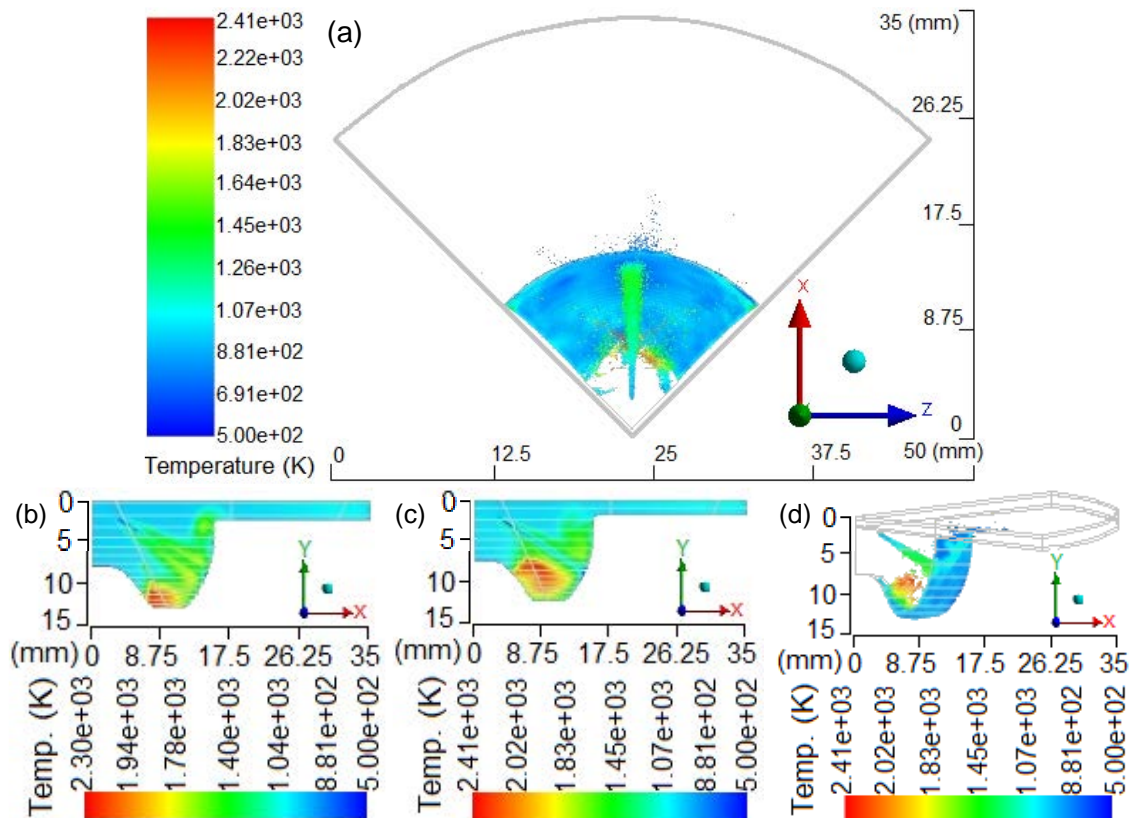 2.41e+03
2.22e+03
2.02e+03
1.83e+03
1.64e+03
1.45e+03
1.26e+03
1.07e+03
8.81e+02
6.91e+02
5.00e+02
Temperature (K)
(a)
35 (mm)
26.25
17.5
8.75
0
0 12.5 25 37.5 50 (mm)
X
Z
(b)
0
5
10
15
(mm) 0 8.75 17.5 26.25 35
Y
X
Temp. (K)
2.30e+03
1.94e+03
1.78e+03
1.40e+03
1.04e+03
8.81e+02
5.00e+02
(c)
0
5
10
15
(mm) 0 8.75 17.5 26.25 35
Y
X
Temp. (K)
2.41e+03
2.02e+03
1.83e+03
1.45e+03
1.07e+03
8.81e+02
5.00e+02
(d)
0
5
10
15
(mm) 0 8.75 17.5 26.25 35
Y
X
Temp. (K)
2.41e+03
2.02e+03
1.83e+03
1.45e+03
1.07e+03
8.81e+02
5.00e+02